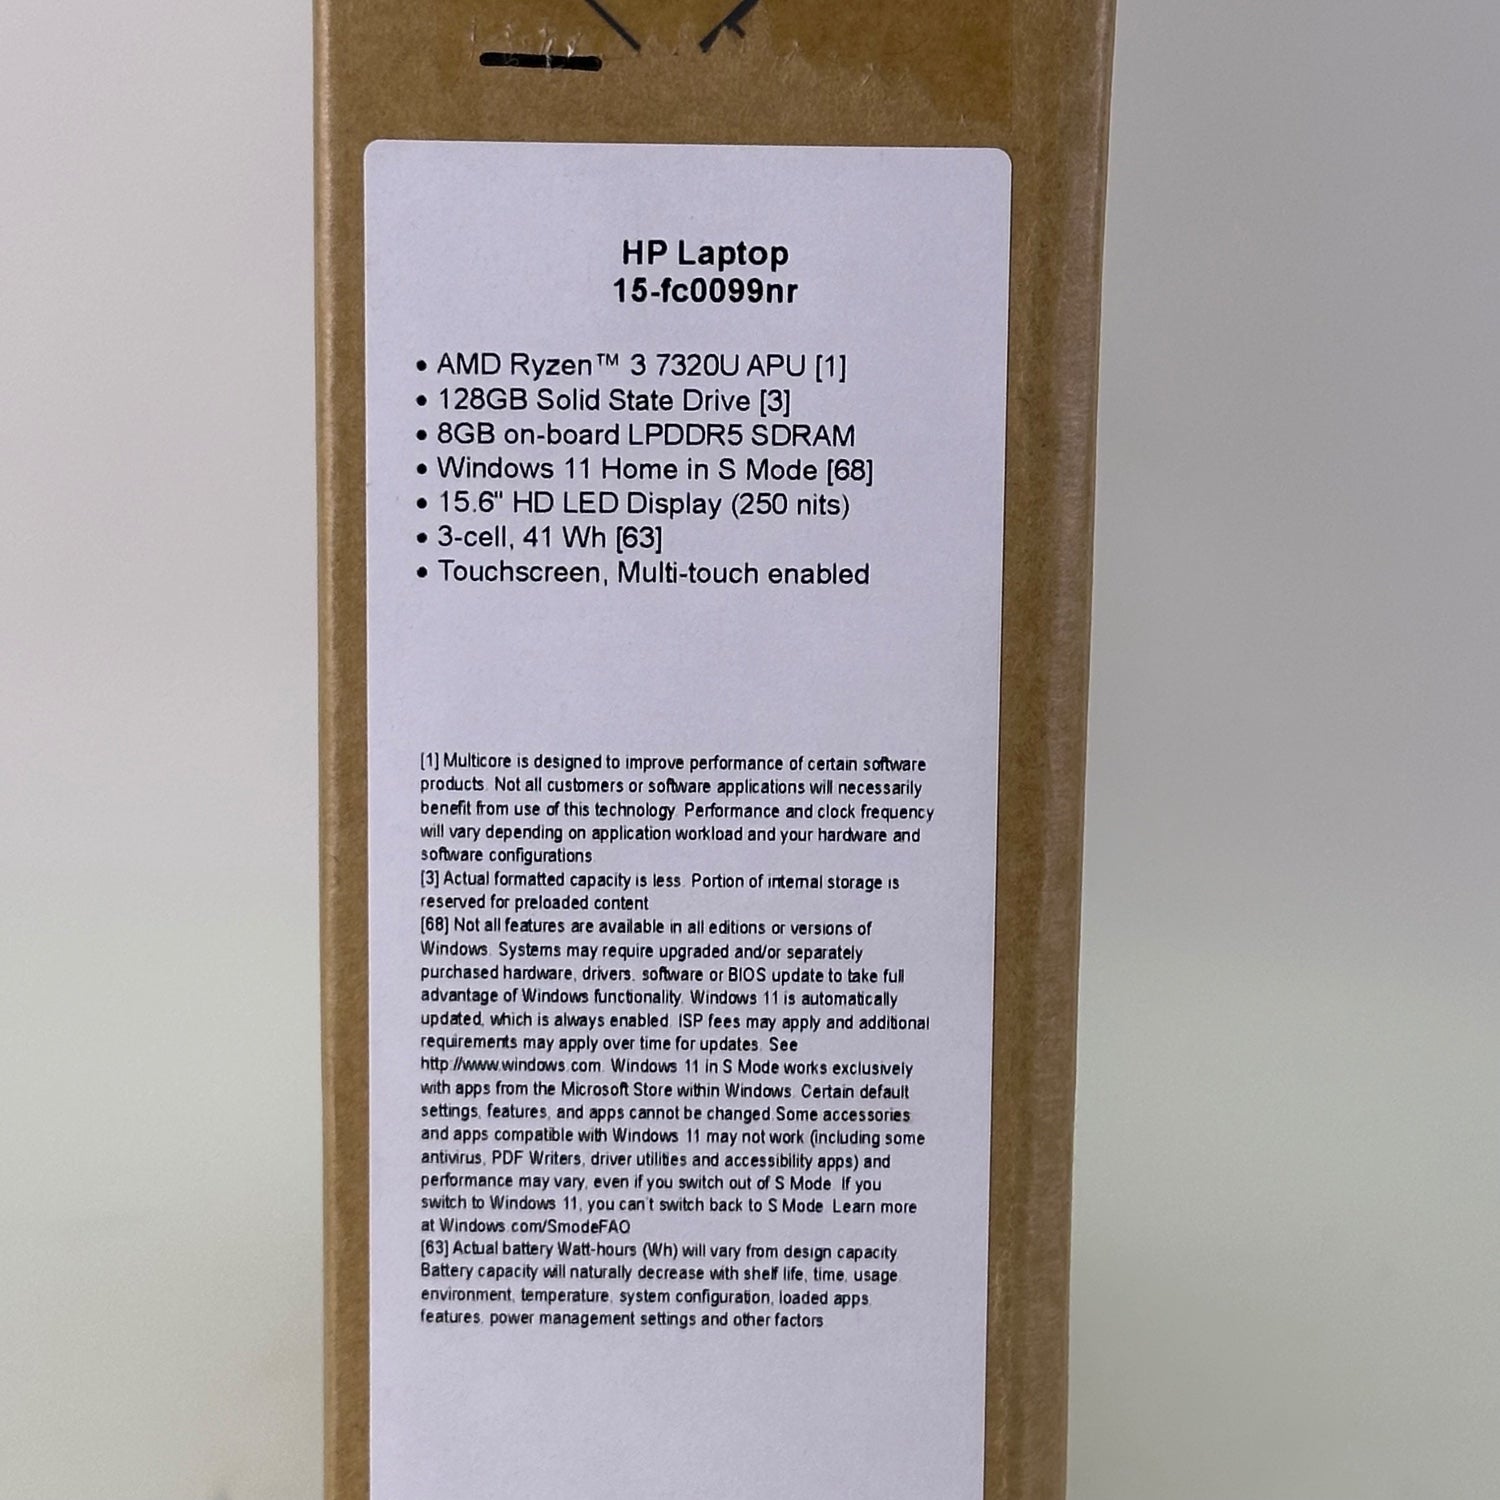 HP Laptop
15-fc0099nr
• AMD Ryzen™ 3 7320U APU [1]
• 128GB Solid State Drive [3]
• 8GB on-board LPDDR5 SDRAM
• Windows 11 Home in S Mode [68]
• 15.6" HD LED Display (250 nits)
• 3-cell, 41 Wh [63]
• Touchscreen, Multi-touch enabled
[1] Multicore is designed to improve performance of certain software
products. Not all customers or software applications will necessarily
benefit from use of this technology. Performance and clock frequency
will vary depending on application workload and your hardware and
software configurations.
[3] Actual formatted capacity is less. Portion of internal storage is
reserved for preloaded content
[68] Not all features are available in all editions or versions of
Windows. Systems may require upgraded and/or separately
purchased hardware, drivers, software or BIOS update to take full
advantage of Windows functionality. Windows 11 is automatically
updated, which is always enabled. ISP fees may apply and additional
requirements may apply over time for updates. See
http://www.windows.com. Windows 11 in S Mode works exclusively
with apps from the Microsoft Store within Windows. Certain default
settings, features, and apps cannot be changed.Some accessories
and apps compatible with Windows 11 may not work (including some
antivirus, PDF Writers, driver utilities and accessibility apps) and
performance may vary, even if you switch out of S Mode. If you
switch to Windows 11, you can't switch back to S Mode. Learn more
at Windows.com/SmodeFAQ
[63] Actual battery Watt-hours (Wh) will vary from design capacity.
Battery capacity will naturally decrease with shelf life, time, usage,
environment, temperature, system configuration, loaded apps,
features, power management settings and other factors